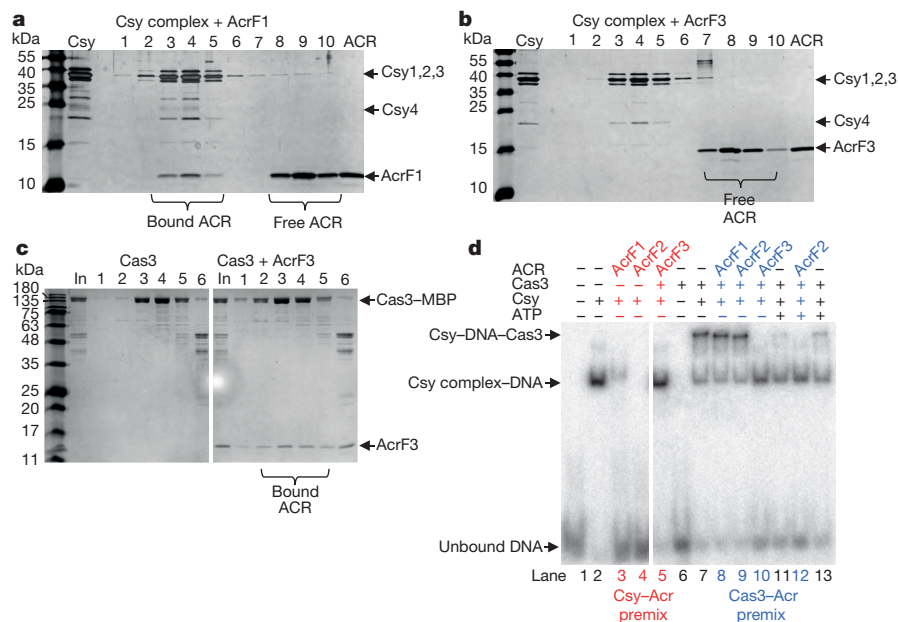 a
Csy complex + AcrF1
kDa Csy 1 2 3 4 5 6 7 8 9 10 ACR
55
40
35
25
15
10
Csy1,2,3
Csy4
AcrF1
Bound ACR
Free ACR
b
Csy complex + AcrF3
kDa Csy 1 2 3 4 5 6 7 8 9 10 ACR
55
40
35
25
15
10
Csy1,2,3
Csy4
AcrF3
Free
ACR
c
Cas3 Cas3 + AcrF3
kDa In 1 2 3 4 5 6 In 1 2 3 4 5 6
180
135
75
63
48
35
25
20
17
11
Cas3–MBP
AcrF3
Bound
ACR
d
ACR – – AcrF1 AcrF2 AcrF3 – – AcrF1 AcrF2 AcrF3 – AcrF2 –
Cas3 – – – – + + + + + + + + +
Csy – + + + + – + + + + + + +
ATP – – – – – – – – – – + + +
Csy–DNA–Cas3
Csy complex–DNA
Unbound DNA
Lane 1 2 3 4 5 6 7 8 9 10 11 12 13
Csy–Acr
premix
Cas3–Acr
premix